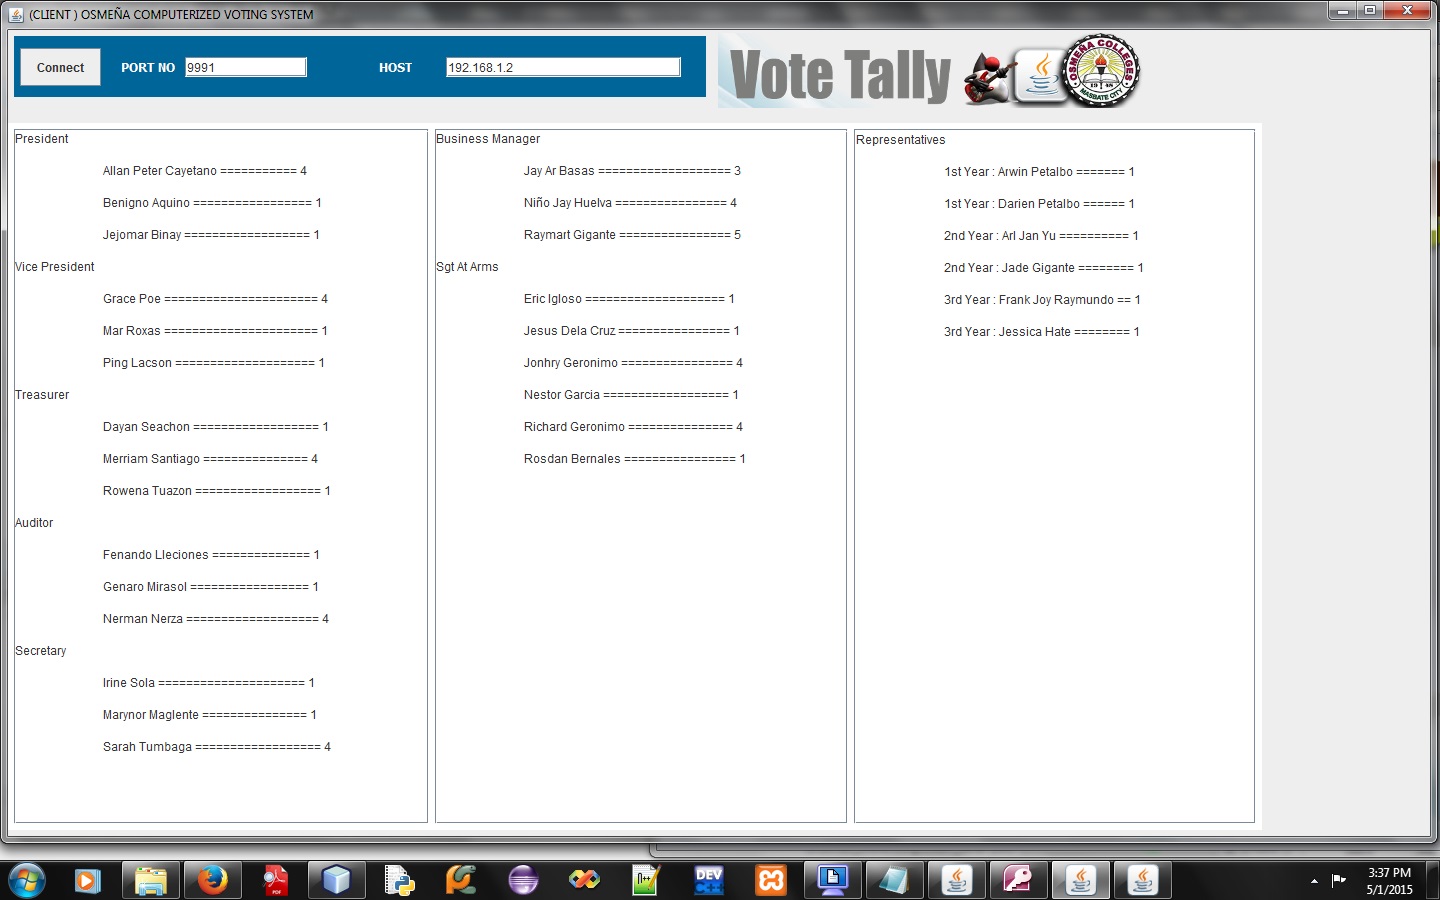 (CLIENT ) OSMEÑA COMPUTERIZED VOTING SYSTEM
Connect PORT NO 9991 HOST 192.168.1.2
Vote Tally
OSMEÑA COLLEGES
19 48
MASBATE CITY
President
Allan Peter Cayetano =========== 4
Benigno Aquino ================= 1
Jejomar Binay ================== 1
Vice President
Grace Poe ====================== 4
Mar Roxas ====================== 1
Ping Lacson ==================== 1
Treasurer
Dayan Seachon ================== 1
Merriam Santiago =============== 4
Rowena Tuazon ================== 1
Auditor
Fenando Lleciones ============== 1
Genaro Mirasol ================= 1
Nerman Nerza =================== 4
Secretary
Irine Sola ===================== 1
Marynor Maglente =============== 1
Sarah Tumbaga ================== 4
Business Manager
Jay Ar Basas =================== 3
Niño Jay Huelva ================ 4
Raymart Gigante ================ 5
Sgt At Arms
Eric Igloso ==================== 1
Jesus Dela Cruz ================ 1
Jonhry Geronimo ================ 4
Nestor Garcia ================== 1
Richard Geronimo =============== 4
Rosdan Bernales ================ 1
Representatives
1st Year : Arwin Petalbo ======= 1
1st Year : Darien Petalbo ====== 1
2nd Year : Arl Jan Yu ========== 1
2nd Year : Jade Gigante ======== 1
3rd Year : Frank Joy Raymundo == 1
3rd Year : Jessica Hate ======== 1
PDF
DEV
C++
3:37 PM
5/1/2015